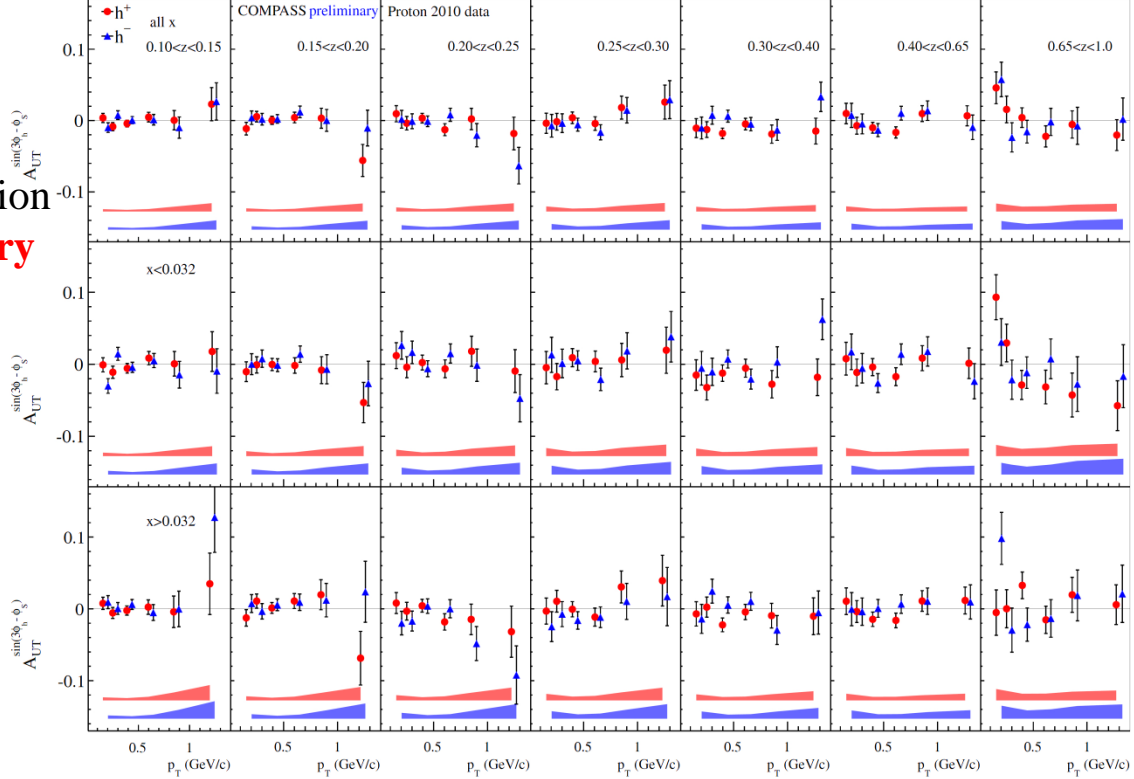 h⁺
h⁻
all x
COMPASS preliminary
Proton 2010 data
0.10<z<0.15
0.15<z<0.20
0.20<z<0.25
0.25<z<0.30
0.30<z<0.40
0.40<z<0.65
0.65<z<1.0
0.1
0
-0.1
A_UT^sin(3ϕ_h - ϕ_S)
ion
ry
x<0.032
0.1
0
-0.1
A_UT^sin(3ϕ_h - ϕ_S)
x>0.032
0.1
0
-0.1
A_UT^sin(3ϕ_h - ϕ_S)
0.5 1 0.5 1 0.5 1 0.5 1 0.5 1 0.5 1 0.5 1
p_T (GeV/c) p_T (GeV/c) p_T (GeV/c) p_T (GeV/c) p_T (GeV/c) p_T (GeV/c) p_T (GeV/c)